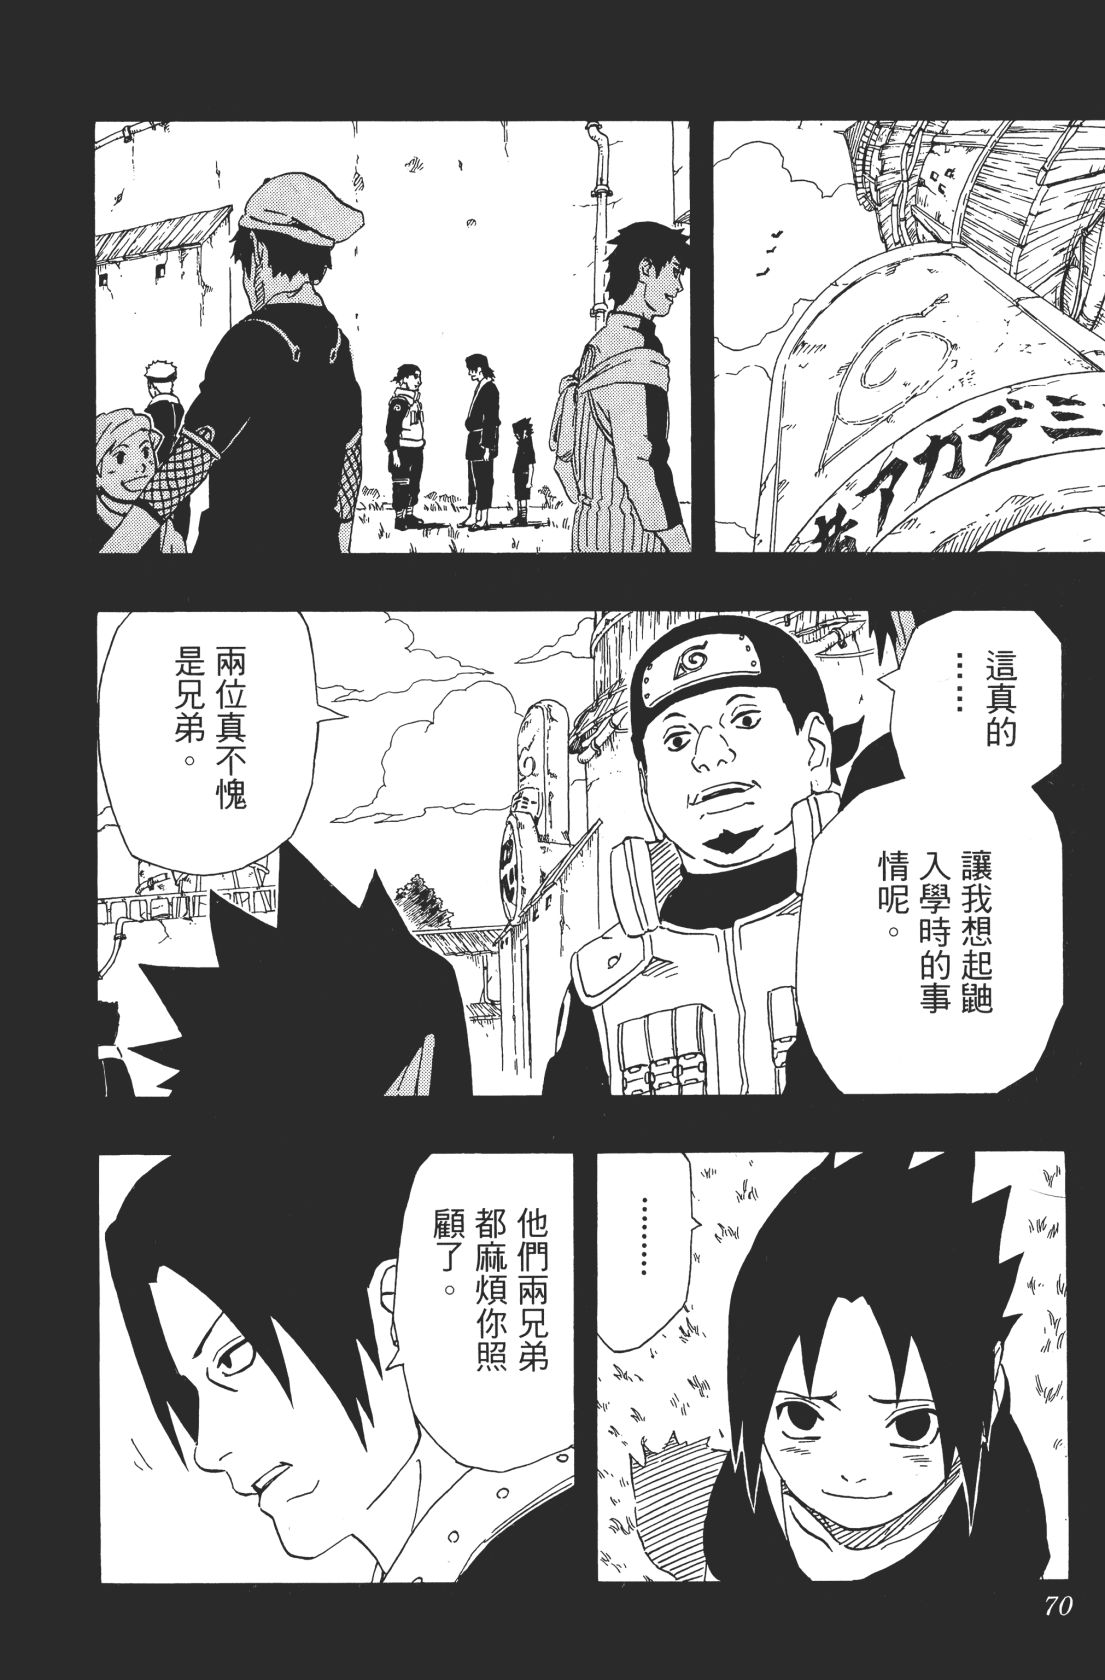 井アカデミ
這真的
……
讓我想起鼬
入學時的事
情呢。
兩位真不愧
是兄弟。
………
他們兩兄弟
都麻煩你照
顧了。
70